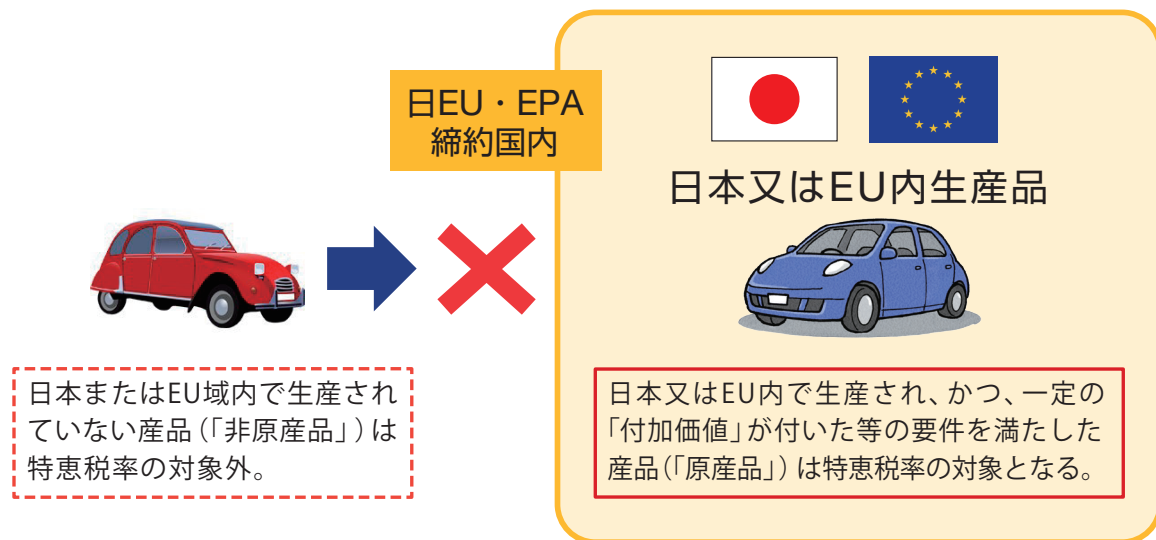 日EU・EPA
締約国内
日本又はEU内生産品
日本またはEU域内で生産され
ていない産品（「非原産品」）は
特恵税率の対象外。
日本又はEU内で生産され、かつ、一定の
「付加価値」が付いた等の要件を満たした
産品（「原産品」）は特恵税率の対象となる。